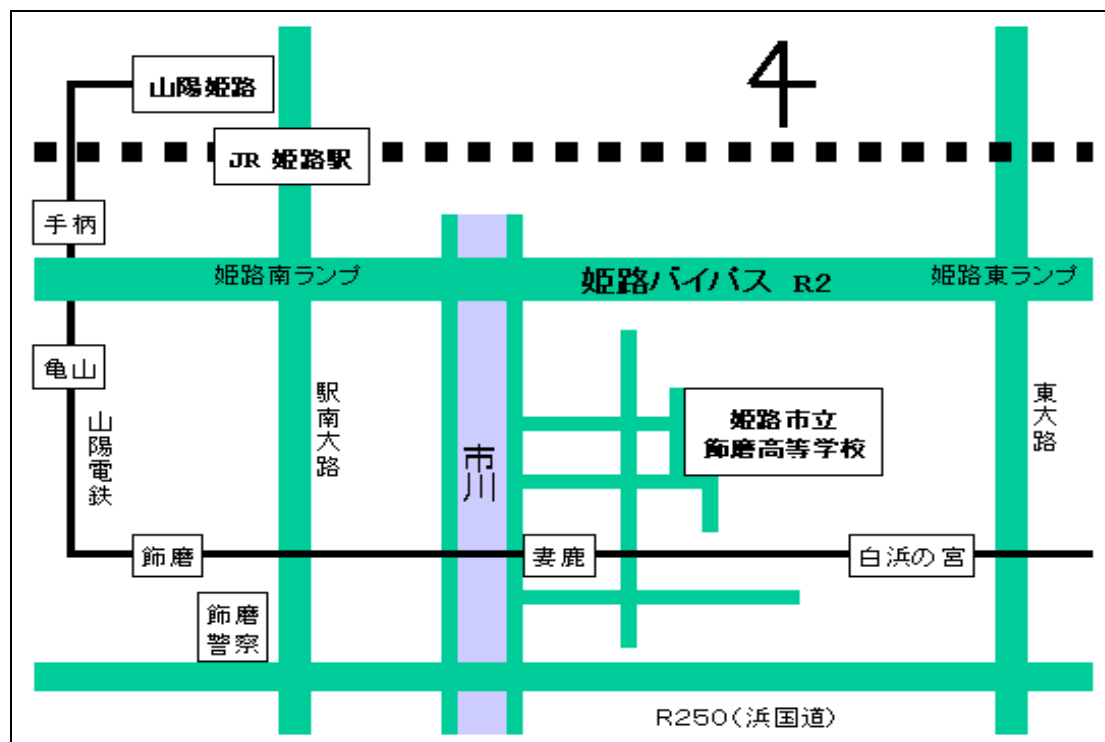 山陽姫路
JR 姫路駅
手柄
姫路南ランプ
姫路バイパス R2
姫路東ランプ
亀山
山陽電鉄
駅南大路
市川
姫路市立
飾磨高等学校
東大路
飾磨
妻鹿
白浜の宮
飾磨
警察
R250(浜国道)